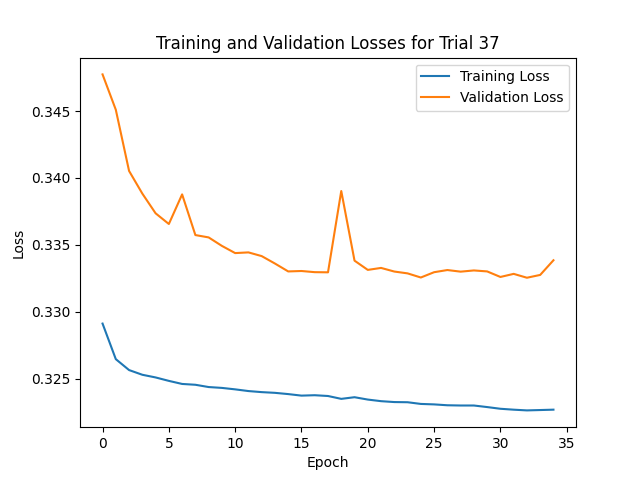 Training and Validation Losses for Trial 37
Training Loss
Validation Loss
Loss
0.345
0.340
0.335
0.330
0.325
0 5 10 15 20 25 30 35
Epoch